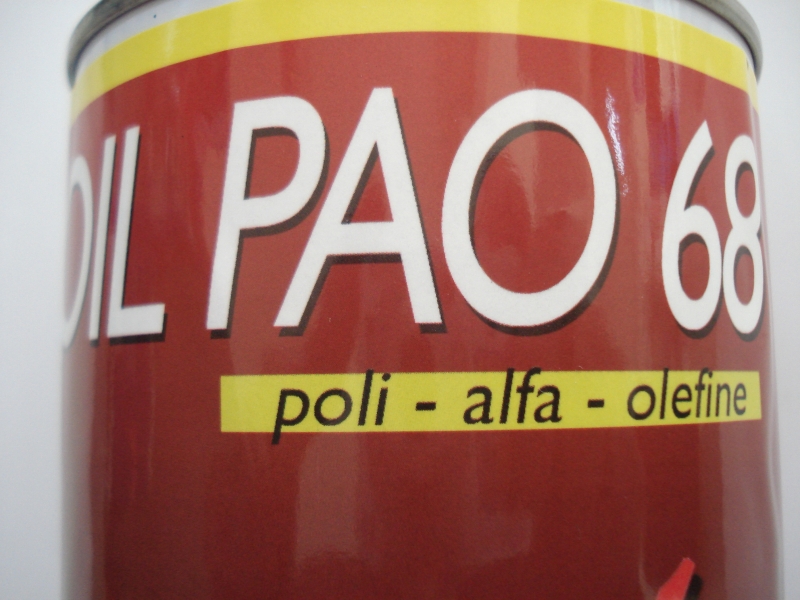 OIL PAO 68
poli - alfa - olefine